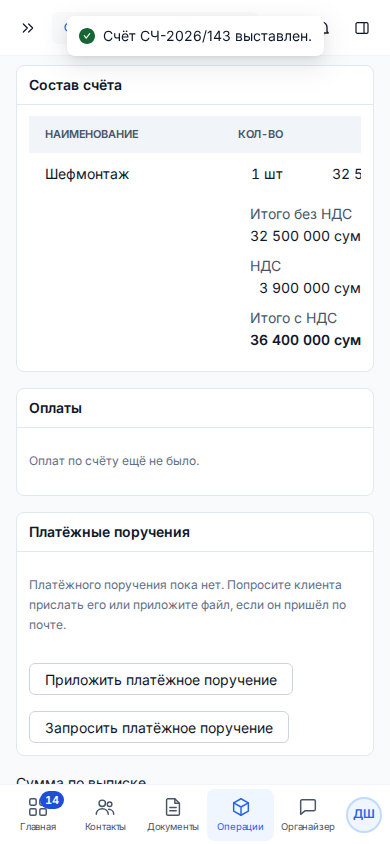 Счёт СЧ-2026/143 выставлен.
Состав счёта
НАИМЕНОВАНИЕ КОЛ-ВО
Шефмонтаж 1 шт 32 5
Итого без НДС
32 500 000 сум
НДС
3 900 000 сум
Итого с НДС
36 400 000 сум
Оплаты
Оплат по счёту ещё не было.
Платёжные поручения
Платёжного поручения пока нет. Попросите клиента
прислать его или приложите файл, если он пришёл по
почте.
Приложить платёжное поручение
Запросить платёжное поручение
Сумма по выписке
14
Главная Контакты Документы Операции Органайзер ДШ